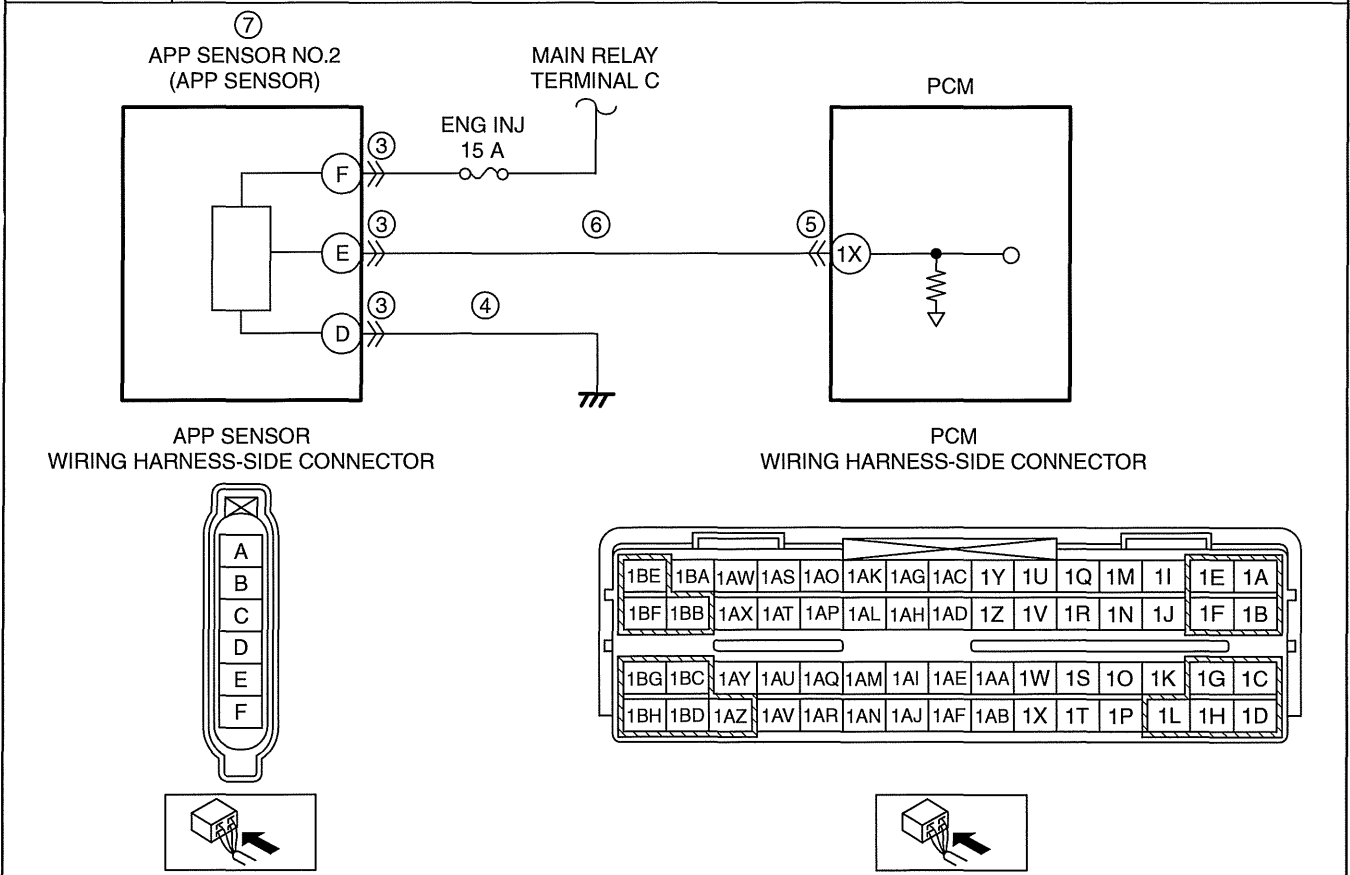 ⑦
APP SENSOR NO.2
(APP SENSOR)
MAIN RELAY
TERMINAL C
PCM
ENG INJ
15 A
③
F
③
E
⑥
⑤
1X
③
D
④
APP SENSOR
WIRING HARNESS-SIDE CONNECTOR
PCM
WIRING HARNESS-SIDE CONNECTOR
A
B
C
D
E
F
1BE 1BA 1AW 1AS 1AO 1AK 1AG 1AC 1Y 1U 1Q 1M 1I 1E 1A
1BF 1BB 1AX 1AT 1AP 1AL 1AH 1AD 1Z 1V 1R 1N 1J 1F 1B
1BG 1BC 1AY 1AU 1AQ 1AM 1AI 1AE 1AA 1W 1S 1O 1K 1G 1C
1BH 1BD 1AZ 1AV 1AR 1AN 1AJ 1AF 1AB 1X 1T 1P 1L 1H 1D